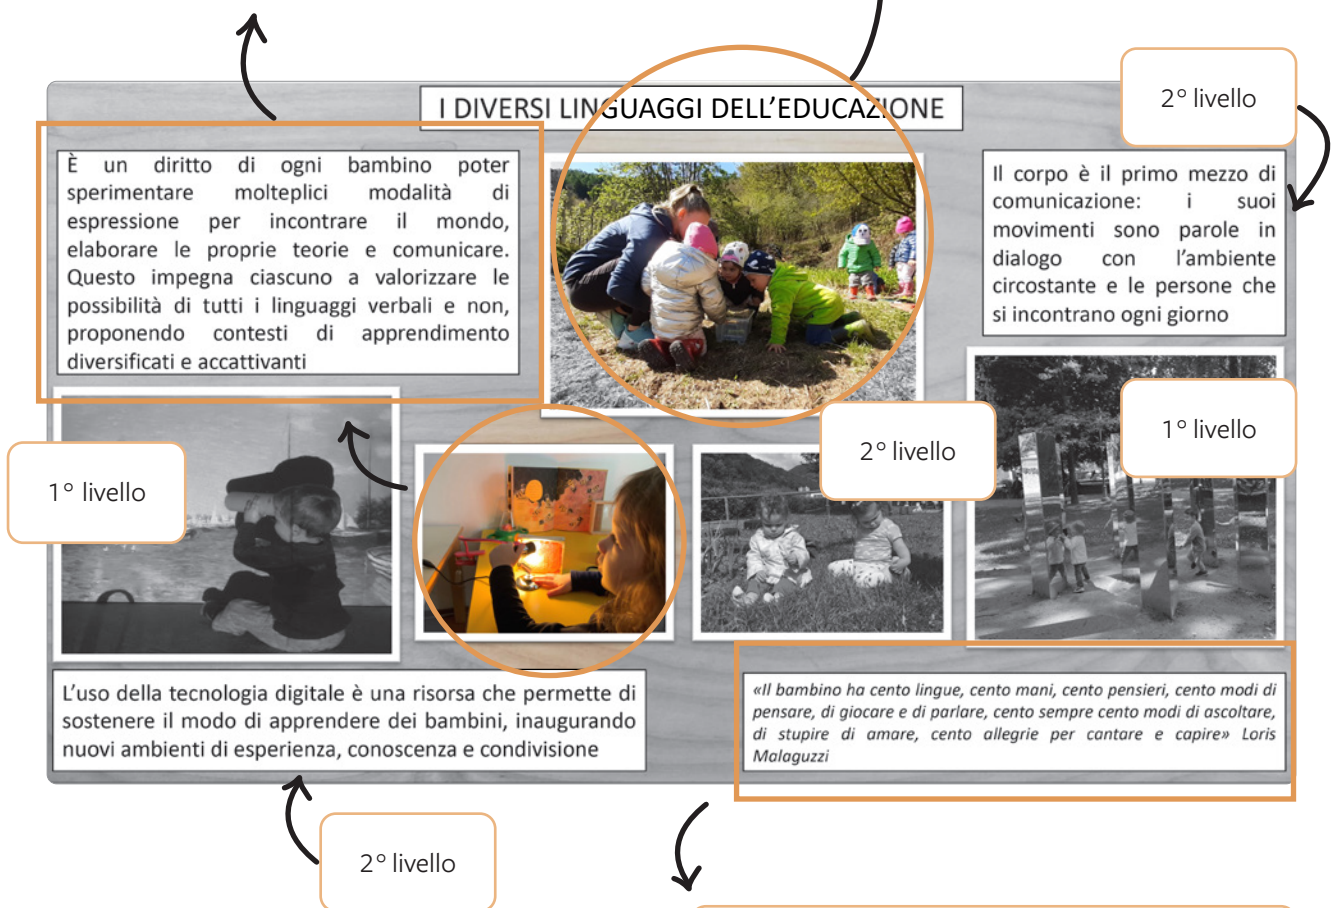 2° livello
I DIVERSI LINGUAGGI DELL'EDUCAZIONE
È un diritto di ogni bambino poter
sperimentare molteplici modalità di
espressione per incontrare il mondo,
elaborare le proprie teorie e comunicare.
Questo impegna ciascuno a valorizzare le
possibilità di tutti i linguaggi verbali e non,
proponendo contesti di apprendimento
diversificati e accattivanti
Il corpo è il primo mezzo di
comunicazione: i suoi
movimenti sono parole in
dialogo con l'ambiente
circostante e le persone che
si incontrano ogni giorno
1° livello
2° livello
1° livello
L'uso della tecnologia digitale è una risorsa che permette di
sostenere il modo di apprendere dei bambini, inaugurando
nuovi ambienti di esperienza, conoscenza e condivisione
«Il bambino ha cento lingue, cento mani, cento pensieri, cento modi di
pensare, di giocare e di parlare, cento sempre cento modi di ascoltare,
di stupire di amare, cento allegrie per cantare e capire» Loris
Malaguzzi
2° livello